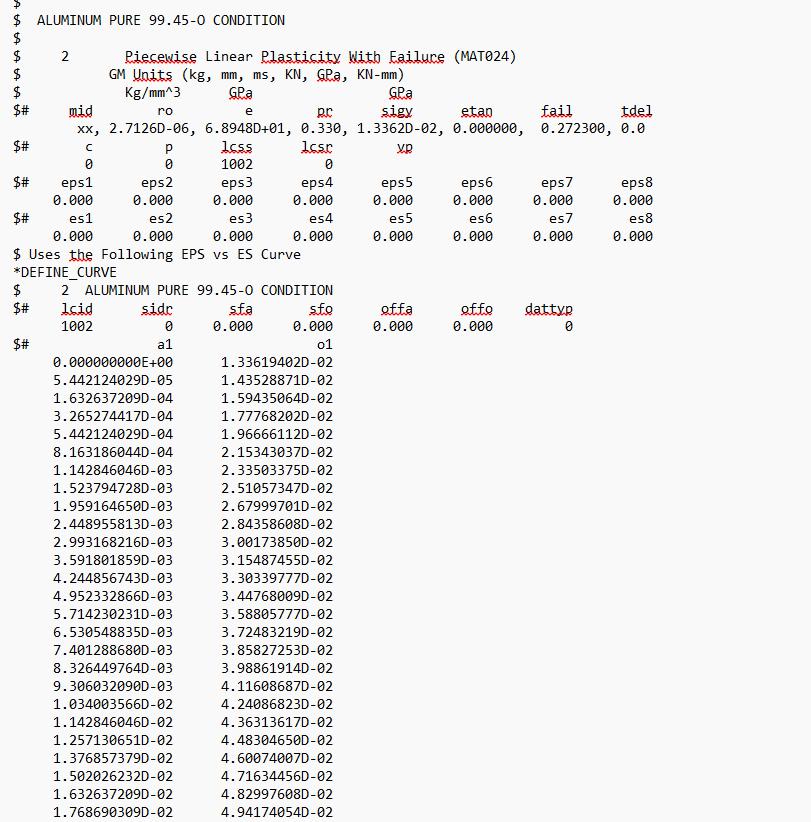 $
$  ALUMINUM PURE 99.45-O CONDITION
$
$     2       Piecewise Linear Plasticity With Failure (MAT024)
$           GM Units (kg, mm, ms, KN, GPa, KN-mm)
$             Kg/mm^3      GPa                 GPa
$#     mid        ro         e        pr      sigy      etan      fail      tdel
        xx, 2.7126D-06, 6.8948D+01, 0.330, 1.3362D-02, 0.000000,  0.272300, 0.0
$#       c         p      lcss      lcsr        vp
         0         0      1002         0
$#    eps1      eps2      eps3      eps4      eps5      eps6      eps7      eps8
     0.000     0.000     0.000     0.000     0.000     0.000     0.000     0.000
$#     es1       es2       es3       es4       es5       es6       es7       es8
     0.000     0.000     0.000     0.000     0.000     0.000     0.000     0.000
$ Uses the Following EPS vs ES Curve
*DEFINE_CURVE
$     2  ALUMINUM PURE 99.45-O CONDITION
$#    lcid      sidr       sfa       sfo      offa      offo    dattyp
      1002         0     0.000     0.000     0.000     0.000         0
$#                a1                  o1
     0.000000000E+00      1.33619402D-02
     5.442124029D-05      1.43528871D-02
     1.632637209D-04      1.59435064D-02
     3.265274417D-04      1.77768202D-02
     5.442124029D-04      1.96666112D-02
     8.163186044D-04      2.15343037D-02
     1.142846046D-03      2.33503375D-02
     1.523794728D-03      2.51057347D-02
     1.959164650D-03      2.67999701D-02
     2.448955813D-03      2.84358608D-02
     2.993168216D-03      3.00173850D-02
     3.591801859D-03      3.15487455D-02
     4.244856743D-03      3.30339777D-02
     4.952332866D-03      3.44768009D-02
     5.714230231D-03      3.58805777D-02
     6.530548835D-03      3.72483219D-02
     7.401288680D-03      3.85827253D-02
     8.326449764D-03      3.98861914D-02
     9.306032090D-03      4.11608687D-02
     1.034003566D-02      4.24086823D-02
     1.142846046D-02      4.36313617D-02
     1.257130651D-02      4.48304650D-02
     1.376857379D-02      4.60074007D-02
     1.502026232D-02      4.71634456D-02
     1.632637209D-02      4.82997608D-02
     1.768690309D-02      4.94174054D-02